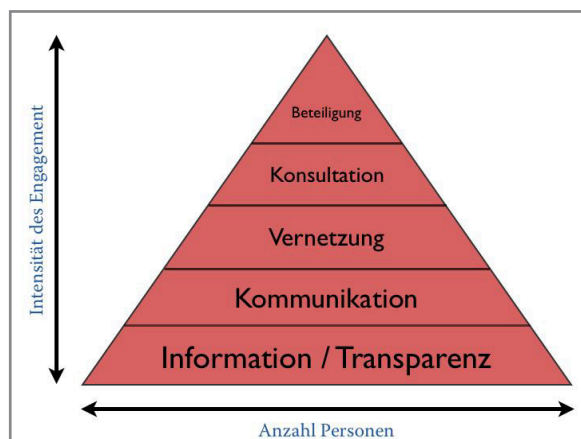 Beteiligung
Konsultation
Vernetzung
Kommunikation
Information / Transparenz
Intensität des Engagement
Anzahl Personen